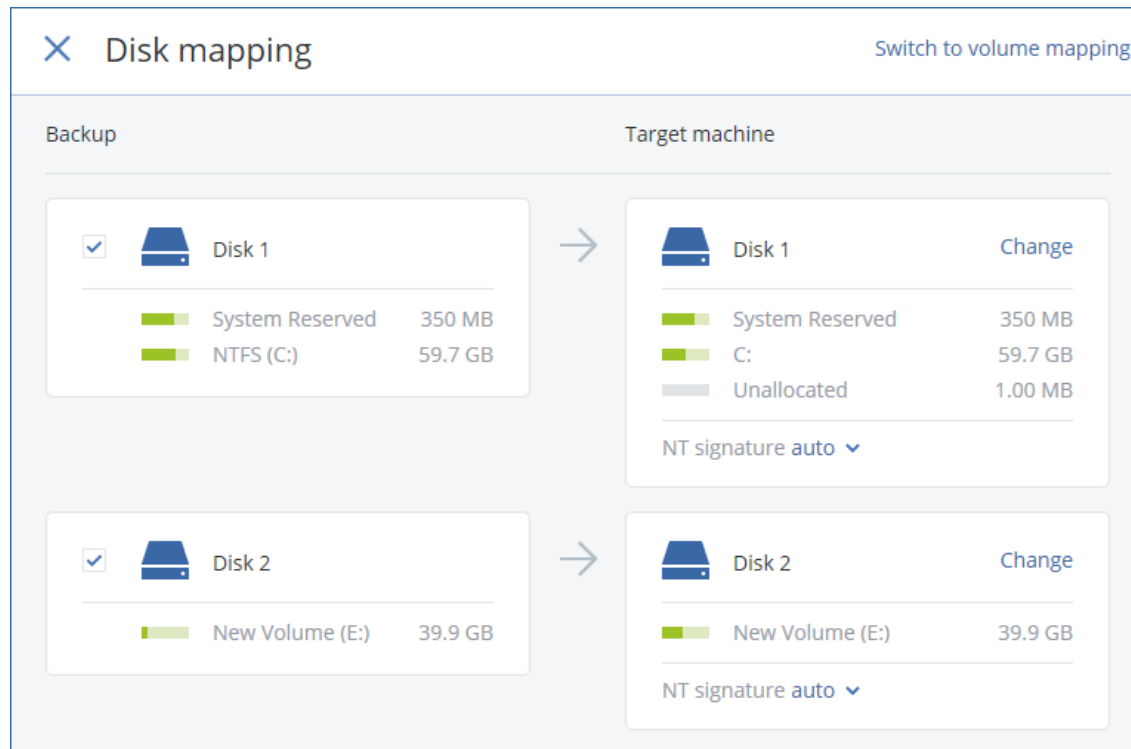 Disk mapping
Switch to volume mapping
Backup
Target machine
Disk 1
System Reserved 350 MB
NTFS (C:) 59.7 GB
Disk 1 Change
System Reserved 350 MB
C: 59.7 GB
Unallocated 1.00 MB
NT signature auto
Disk 2
New Volume (E:) 39.9 GB
Disk 2 Change
New Volume (E:) 39.9 GB
NT signature auto